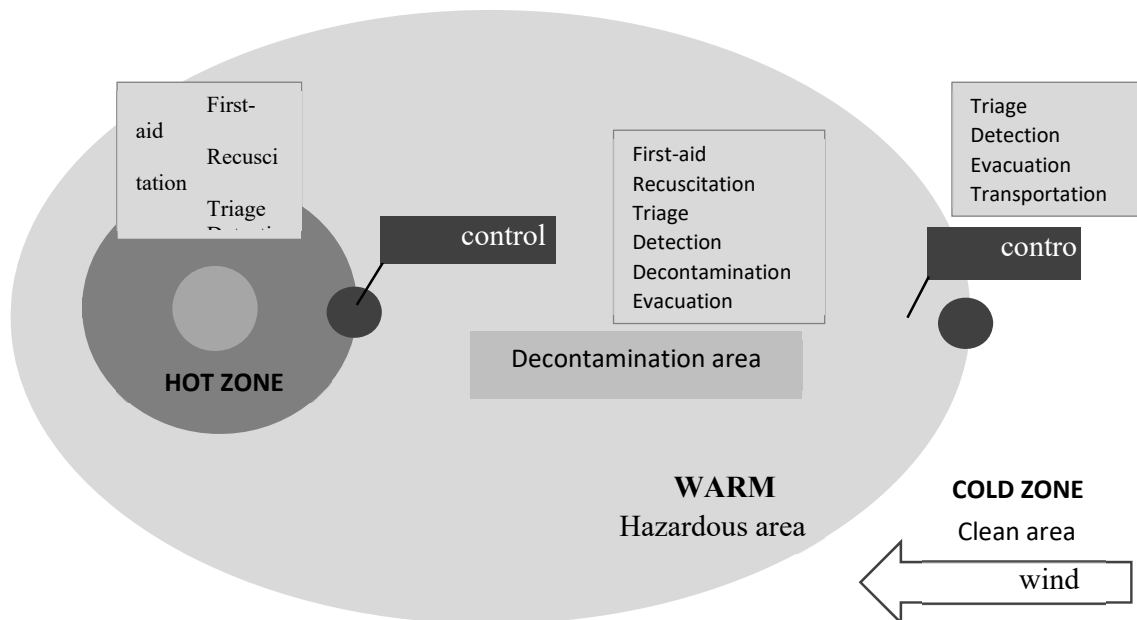 First-
aid
Recusci
tation
Triage
control
HOT ZONE
First-aid
Recuscitation
Triage
Detection
Decontamination
Evacuation
Decontamination area
WARM
Hazardous area
Triage
Detection
Evacuation
Transportation
contro
COLD ZONE
Clean area
wind